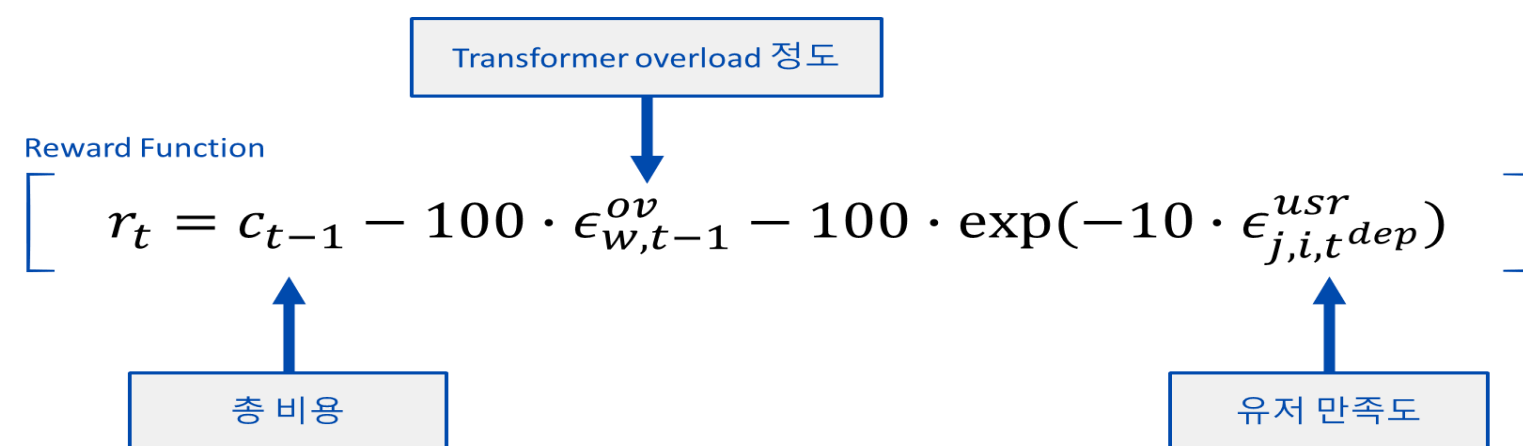 Transformer overload 정도
Reward Function
r_t = c_{t-1} − 100 · ϵ^{ov}_{w,t-1} − 100 · exp(−10 · ϵ^{usr}_{j,i,t^{dep}})
총 비용
유저 만족도